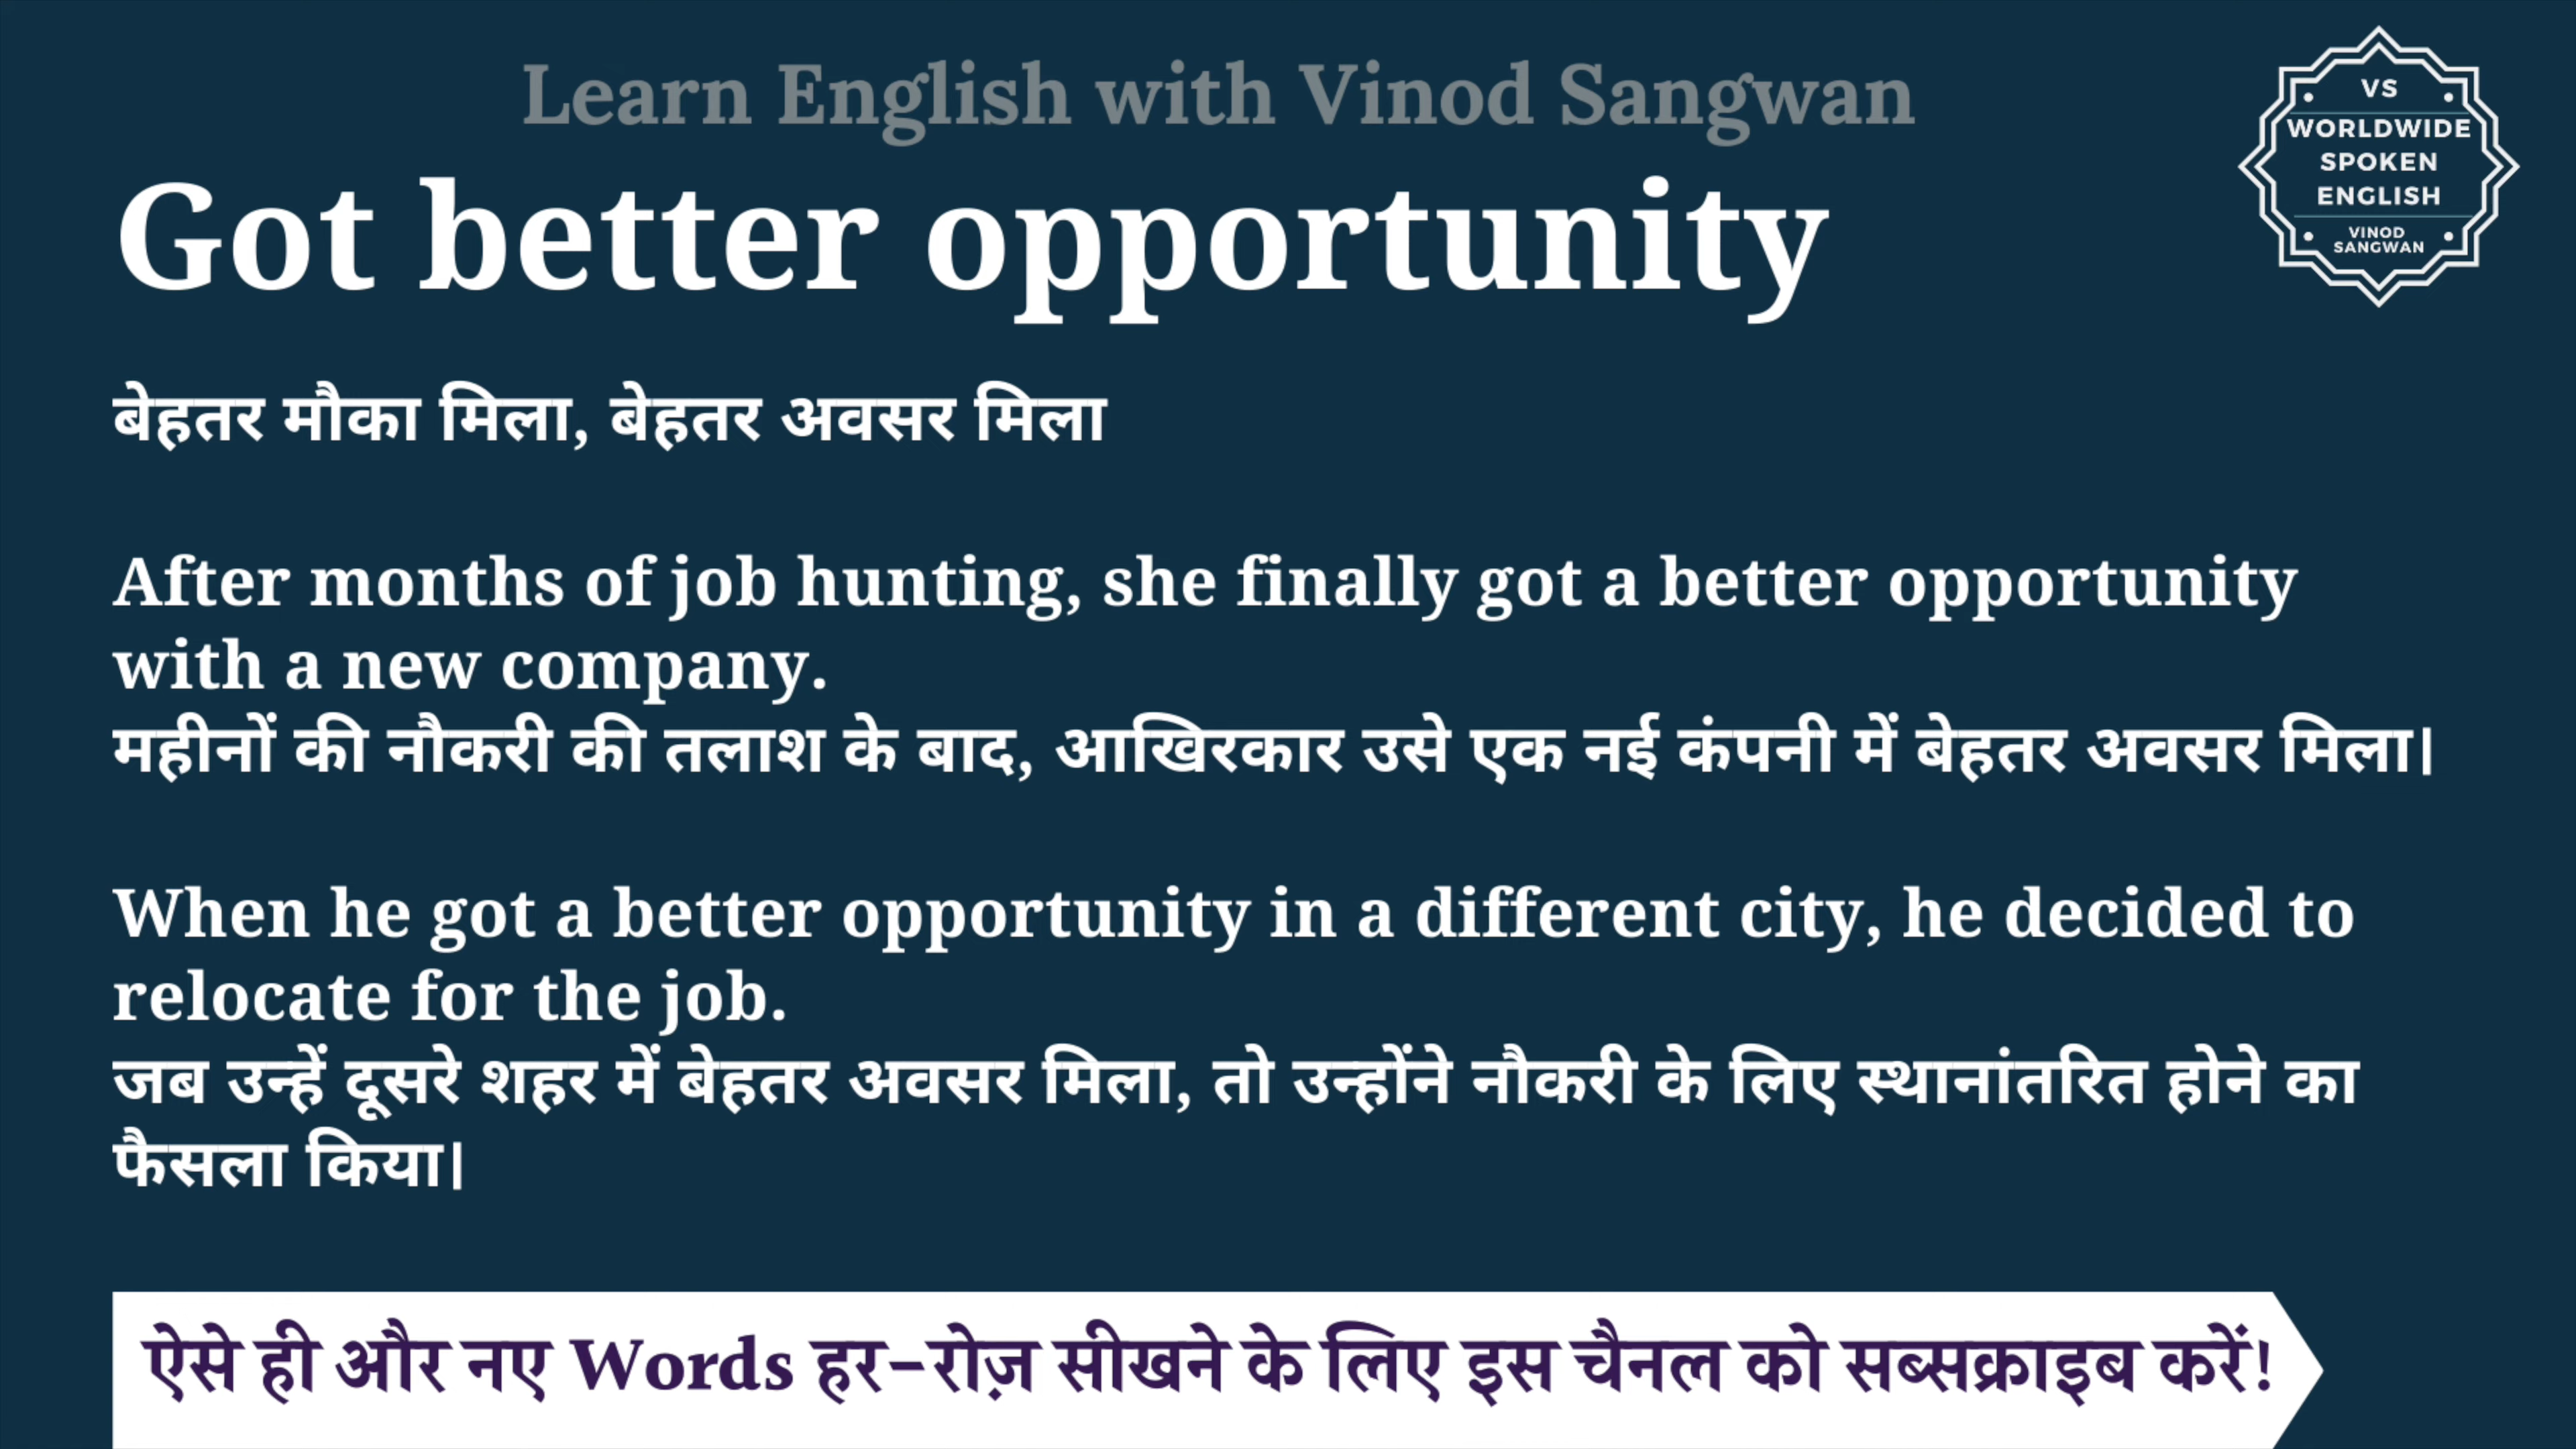 Learn English with Vinod Sangwan
VS
WORLDWIDE
SPOKEN
ENGLISH
VINOD
SANGWAN
Got better opportunity
बेहतर मौका मिला, बेहतर अवसर मिला
After months of job hunting, she finally got a better opportunity
with a new company.
महीनों की नौकरी की तलाश के बाद, आखिरकार उसे एक नई कंपनी में बेहतर अवसर मिला।
When he got a better opportunity in a different city, he decided to
relocate for the job.
जब उन्हें दूसरे शहर में बेहतर अवसर मिला, तो उन्होंने नौकरी के लिए स्थानांतरित होने का
फैसला किया।
ऐसे ही और नए Words हर-रोज़ सीखने के लिए इस चैनल को सब्सक्राइब करें!